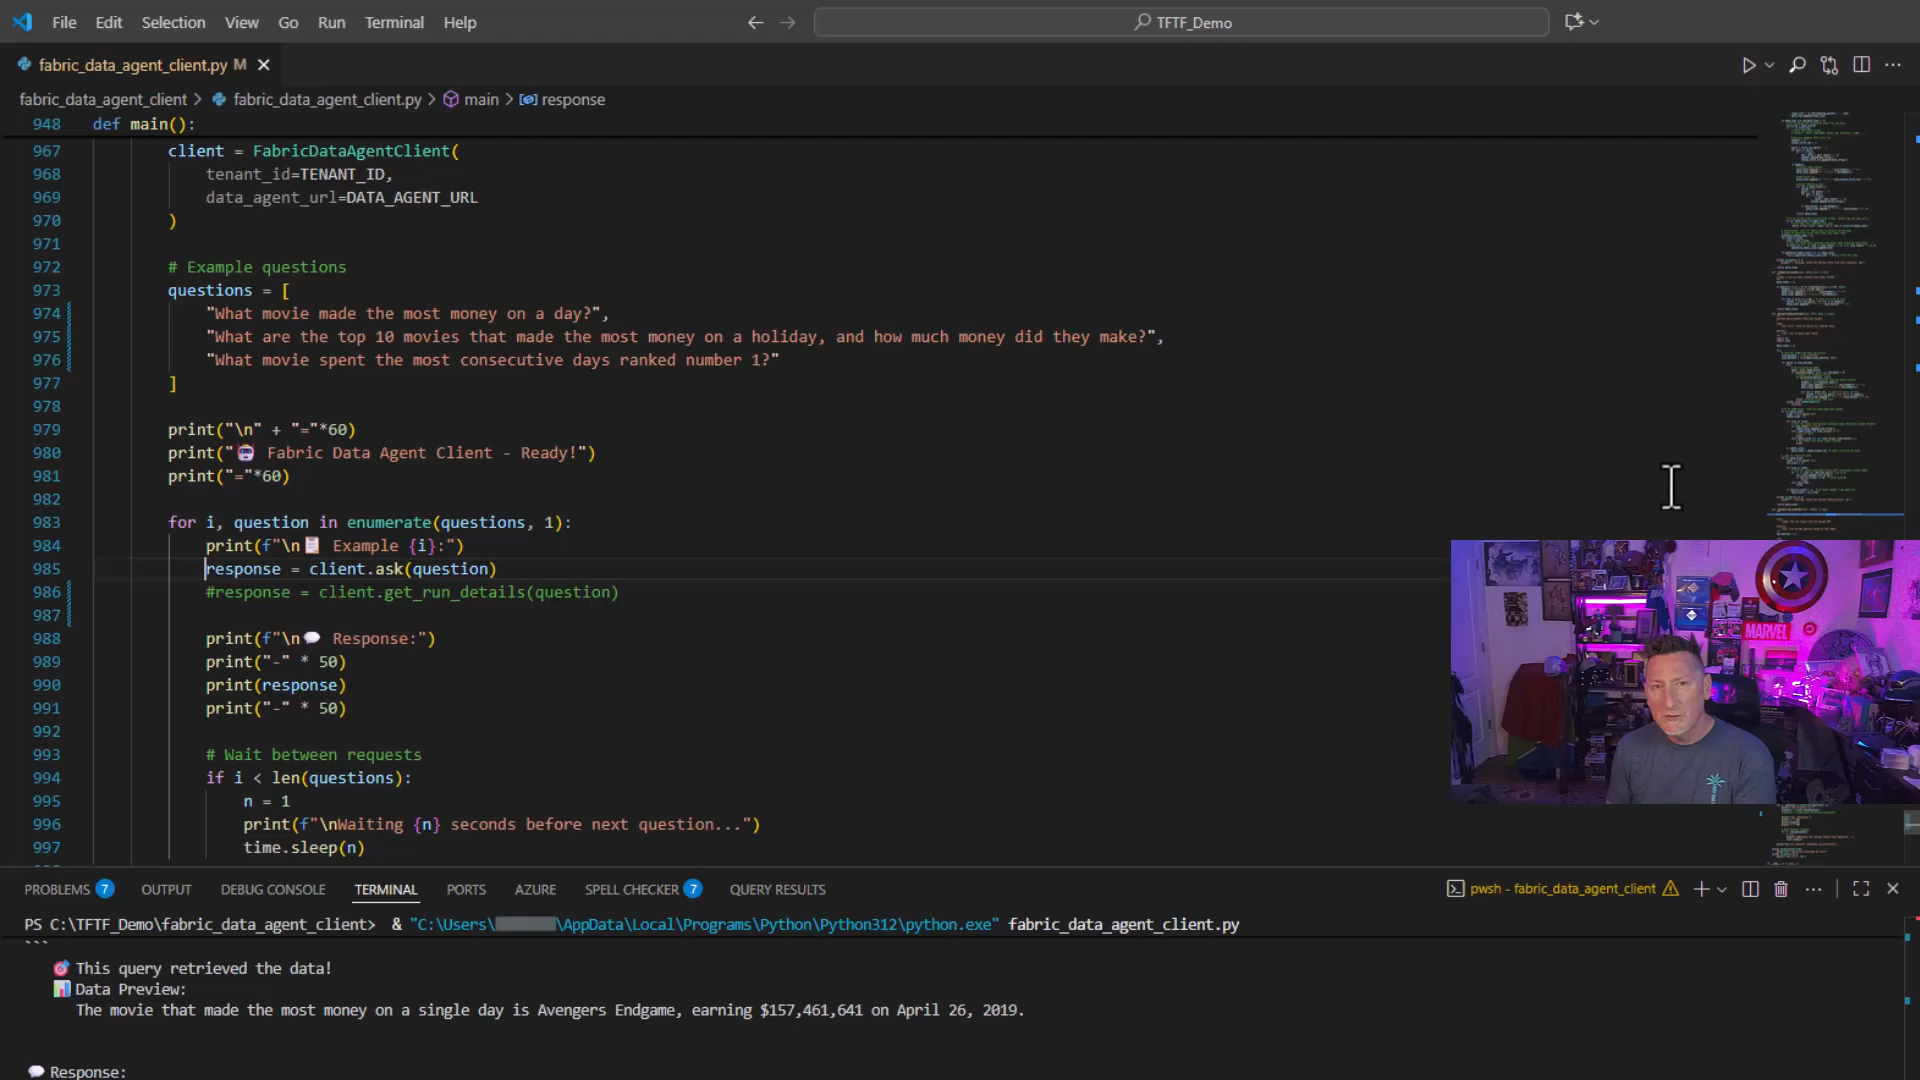 File Edit Selection View Go Run Terminal Help
TFTF_Demo
fabric_data_agent_client.py M
fabric_data_agent_client > fabric_data_agent_client.py > main > response
948 def main():
967 client = FabricDataAgentClient(
968 tenant_id=TENANT_ID,
969 data_agent_url=DATA_AGENT_URL
970 )
971
972 # Example questions
973 questions = [
974 "What movie made the most money on a day?",
975 "What are the top 10 movies that made the most money on a holiday, and how much money did they make?",
976 "What movie spent the most consecutive days ranked number 1?"
977 ]
978
979 print("\n" + "="*60)
980 print("🤖 Fabric Data Agent Client - Ready!")
981 print("="*60)
982
983 for i, question in enumerate(questions, 1):
984 print(f"\n📋 Example {i}:")
985 response = client.ask(question)
986 #response = client.get_run_details(question)
987
988 print(f"\n💬 Response:")
989 print("-" * 50)
990 print(response)
991 print("-" * 50)
992
993 # Wait between requests
994 if i < len(questions):
995 n = 1
996 print(f"\nWaiting {n} seconds before next question...")
997 time.sleep(n)
MARVEL
PROBLEMS 7 OUTPUT DEBUG CONSOLE TERMINAL PORTS AZURE SPELL CHECKER 7 QUERY RESULTS
pwsh - fabric_data_agent_client
PS C:\TFTF_Demo\fabric_data_agent_client> & "C:\Users\ \AppData\Local\Programs\Python\Python312\python.exe" fabric_data_agent_client.py
```
🎯 This query retrieved the data!
📊 Data Preview:
The movie that made the most money on a single day is Avengers Endgame, earning $157,461,641 on April 26, 2019.
💬 Response: